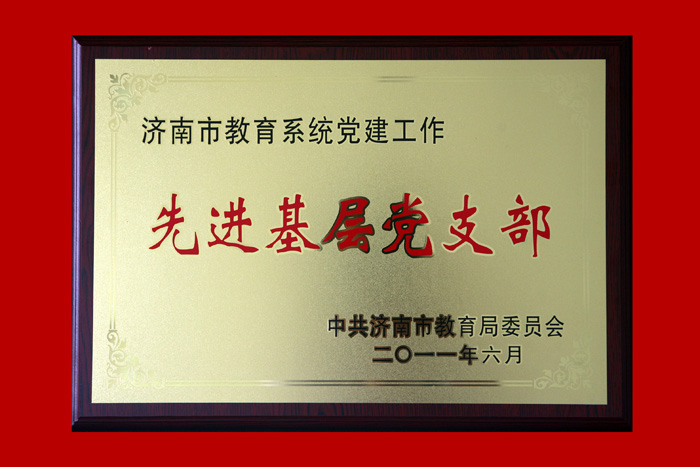 济南市教育系统党建工作
先进基层党支部
中共济南市教育局委员会
二〇一一年六月